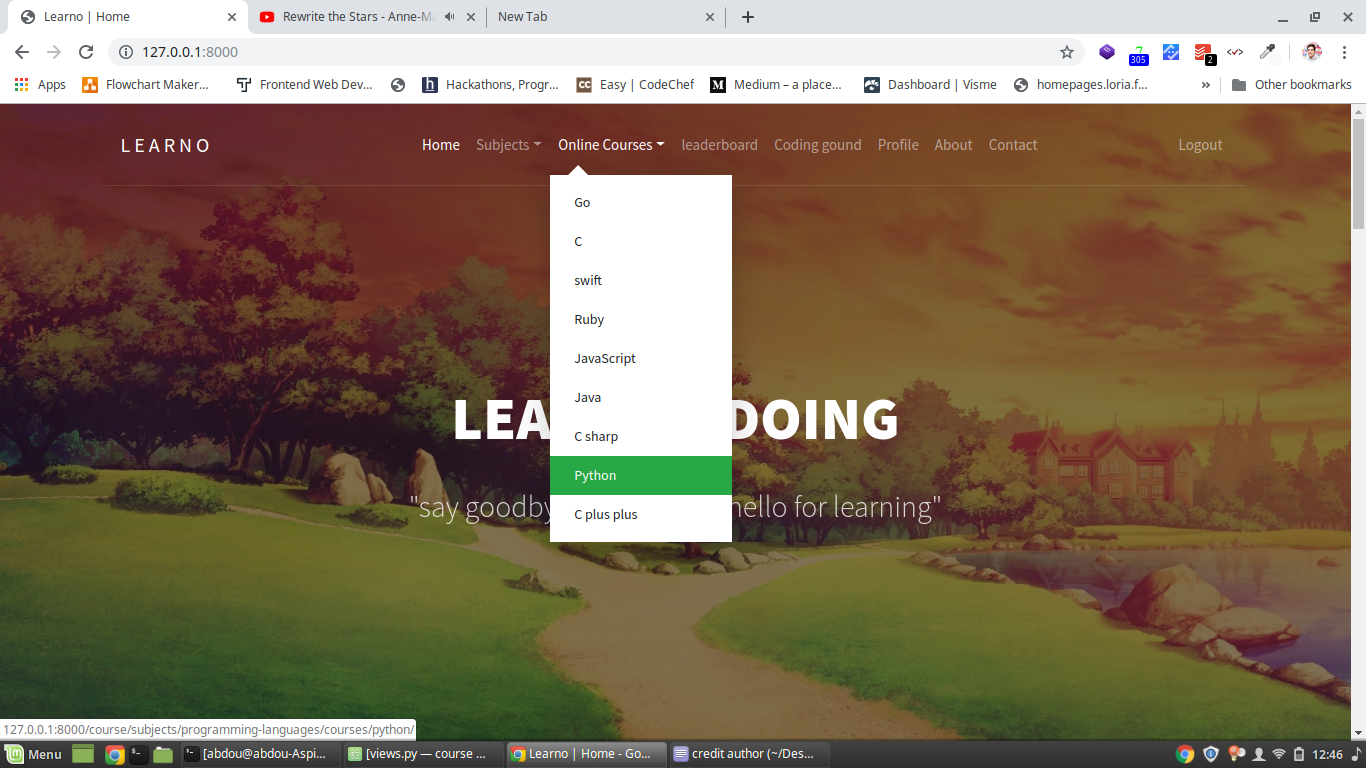 Learno | Home
Rewrite the Stars - Anne-Ma
New Tab
127.0.0.1:8000
7
305
2
Apps
Flowchart Maker...
Frontend Web Dev...
Hackathons, Progr...
CC Easy | CodeChef
M Medium – a place...
Dashboard | Visme
homepages.loria.f...
»
Other bookmarks
LEARNO
Home
Subjects
Online Courses
leaderboard
Coding gound
Profile
About
Contact
Logout
Go
C
swift
Ruby
JavaScript
Java
C sharp
Python
C plus plus
LEA DOING
"say goodby hello for learning"
127.0.0.1:8000/course/subjects/programming-languages/courses/python/
Menu
[abdou@abdou-Aspi...
[views.py — course ...
Learno | Home - Go...
credit author (~/Des...
12:46